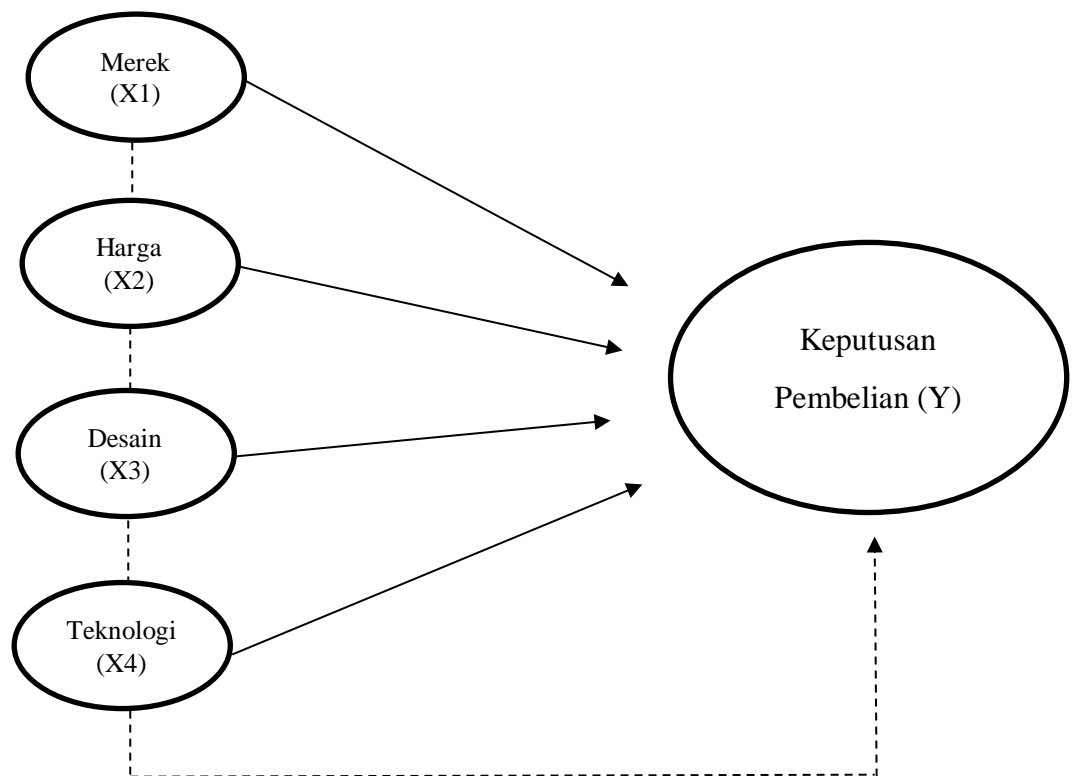 Merek
(X1)
Harga
(X2)
Desain
(X3)
Teknologi
(X4)
Keputusan
Pembelian (Y)